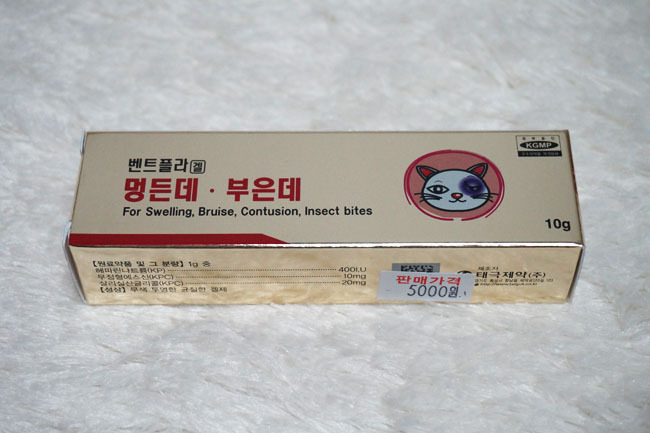 벤트플라 겔
멍든데 · 부은데
For Swelling, Bruise, Contusion, Insect bites
KGMP
10g
[원료약품 및 그 분량] 1g 중
헤파린나트륨(KP) 400I.U
무정형에스신(KPC) 10mg
살리실산글리콜(KPC) 20mg
[성상] 무색 투명한 균질한 겔제
판매가격
5000원
제조자
태극제약(주)